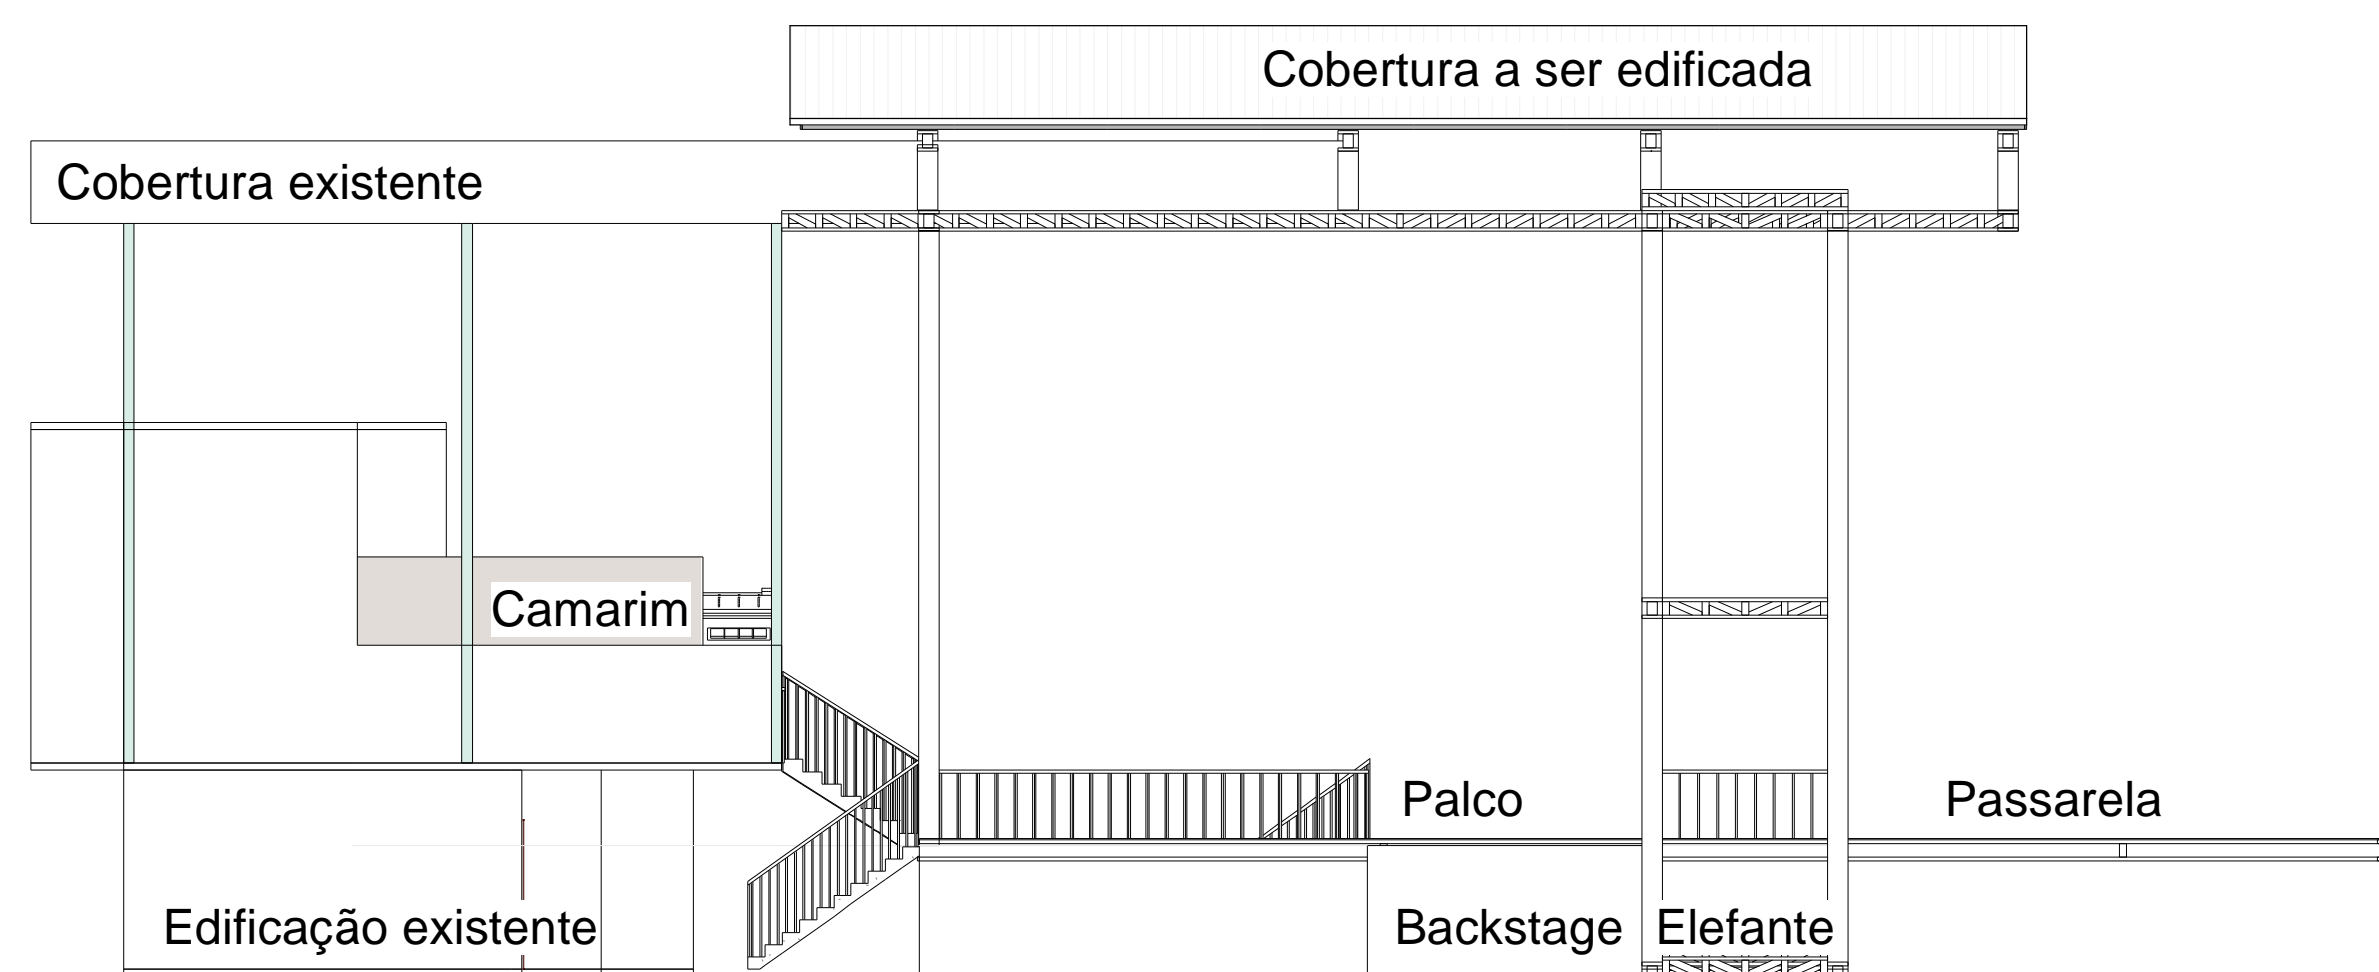 Cobertura a ser edificada
Cobertura existente
Camarim
Palco
Passarela
Edificação existente
Backstage
Elefante